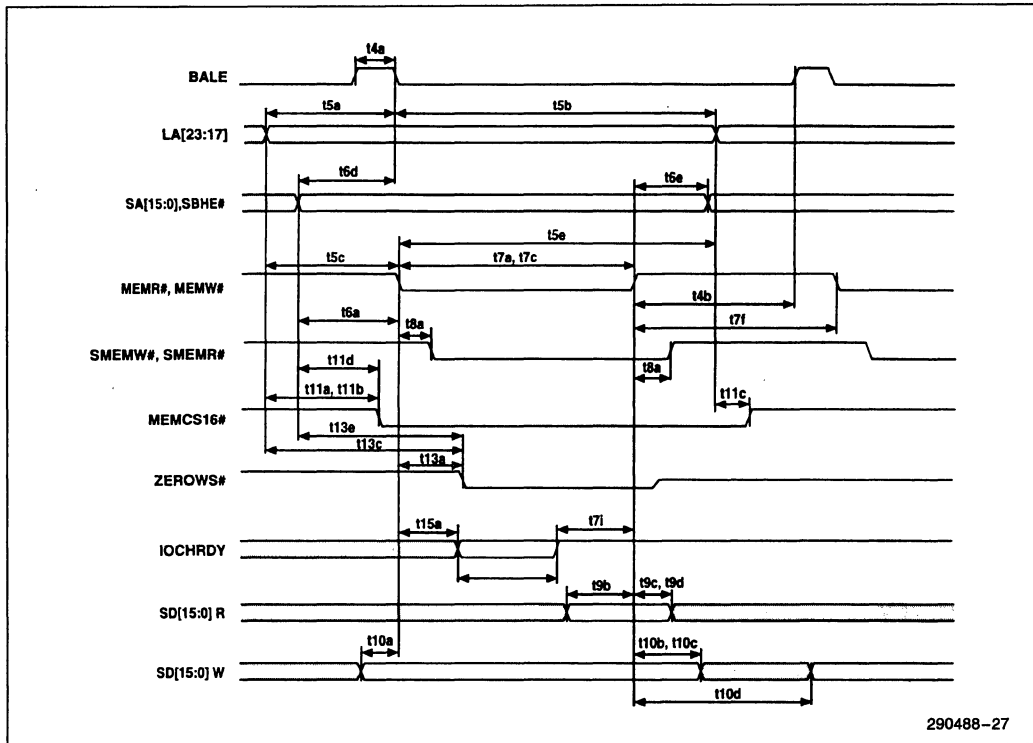 t4a
BALE
t5a
t5b
LA[23:17]
t6d
t6e
SA[15:0],SBHE#
t5e
t5c
t7a, t7c
MEMR#, MEMW#
t4b
t6a
t8a
t7f
SMEMW#, SMEMR#
t11d
t8a
t11a, t11b
t11c
MEMCS16#
t13e
t13c
t13a
ZEROWS#
t15a
t7i
IOCHRDY
t9b
t9c, t9d
SD[15:0] R
t10a
t10b, t10c
SD[15:0] W
t10d
290488-27